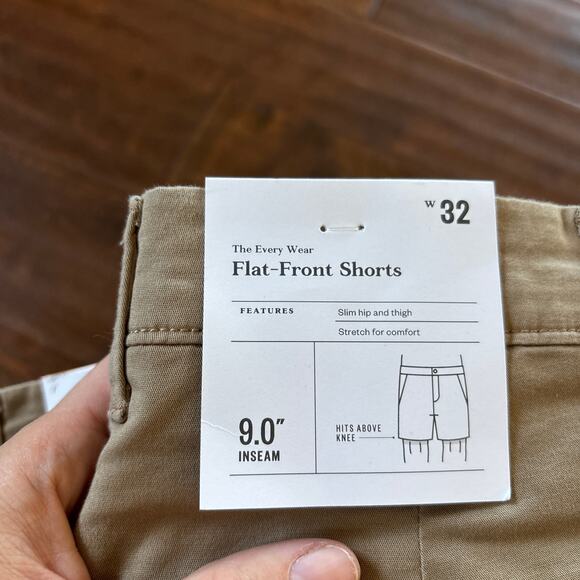 W 32
The Every Wear
Flat-Front Shorts
FEATURES
Slim hip and thigh
Stretch for comfort
9.0"
INSEAM
HITS ABOVE
KNEE